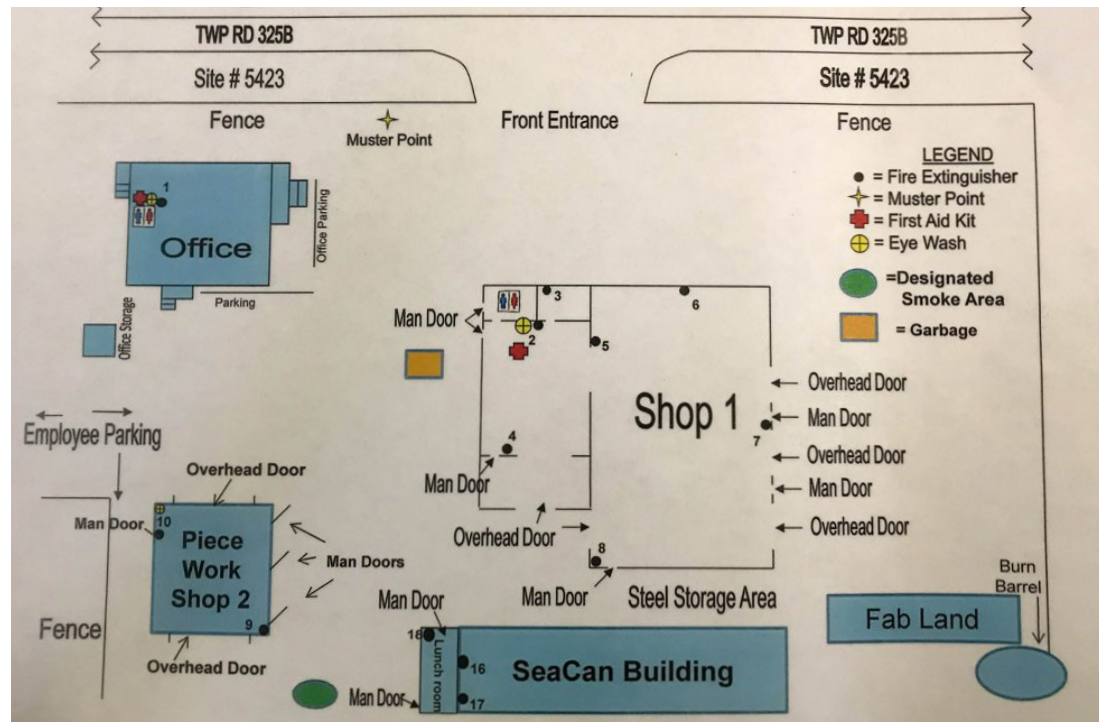 TWP RD 325B
TWP RD 325B
Site # 5423
Site # 5423
Fence
Muster Point
Front Entrance
Fence
LEGEND
= Fire Extinguisher
= Muster Point
= First Aid Kit
= Eye Wash
=Designated
Smoke Area
= Garbage
1
Office
Office Parking
Parking
Office Storage
Man Door
3
6
2
5
Shop 1
Overhead Door
Man Door
7
Overhead Door
Man Door
Overhead Door
4
Man Door
Overhead Door
8
Man Door
Steel Storage Area
Employee Parking
Overhead Door
Man Door
10
Piece
Work
Shop 2
Man Doors
9
Overhead Door
Fence
Man Door
18
Lunch room
16
17
Man Door
SeaCan Building
Burn
Barrel
Fab Land